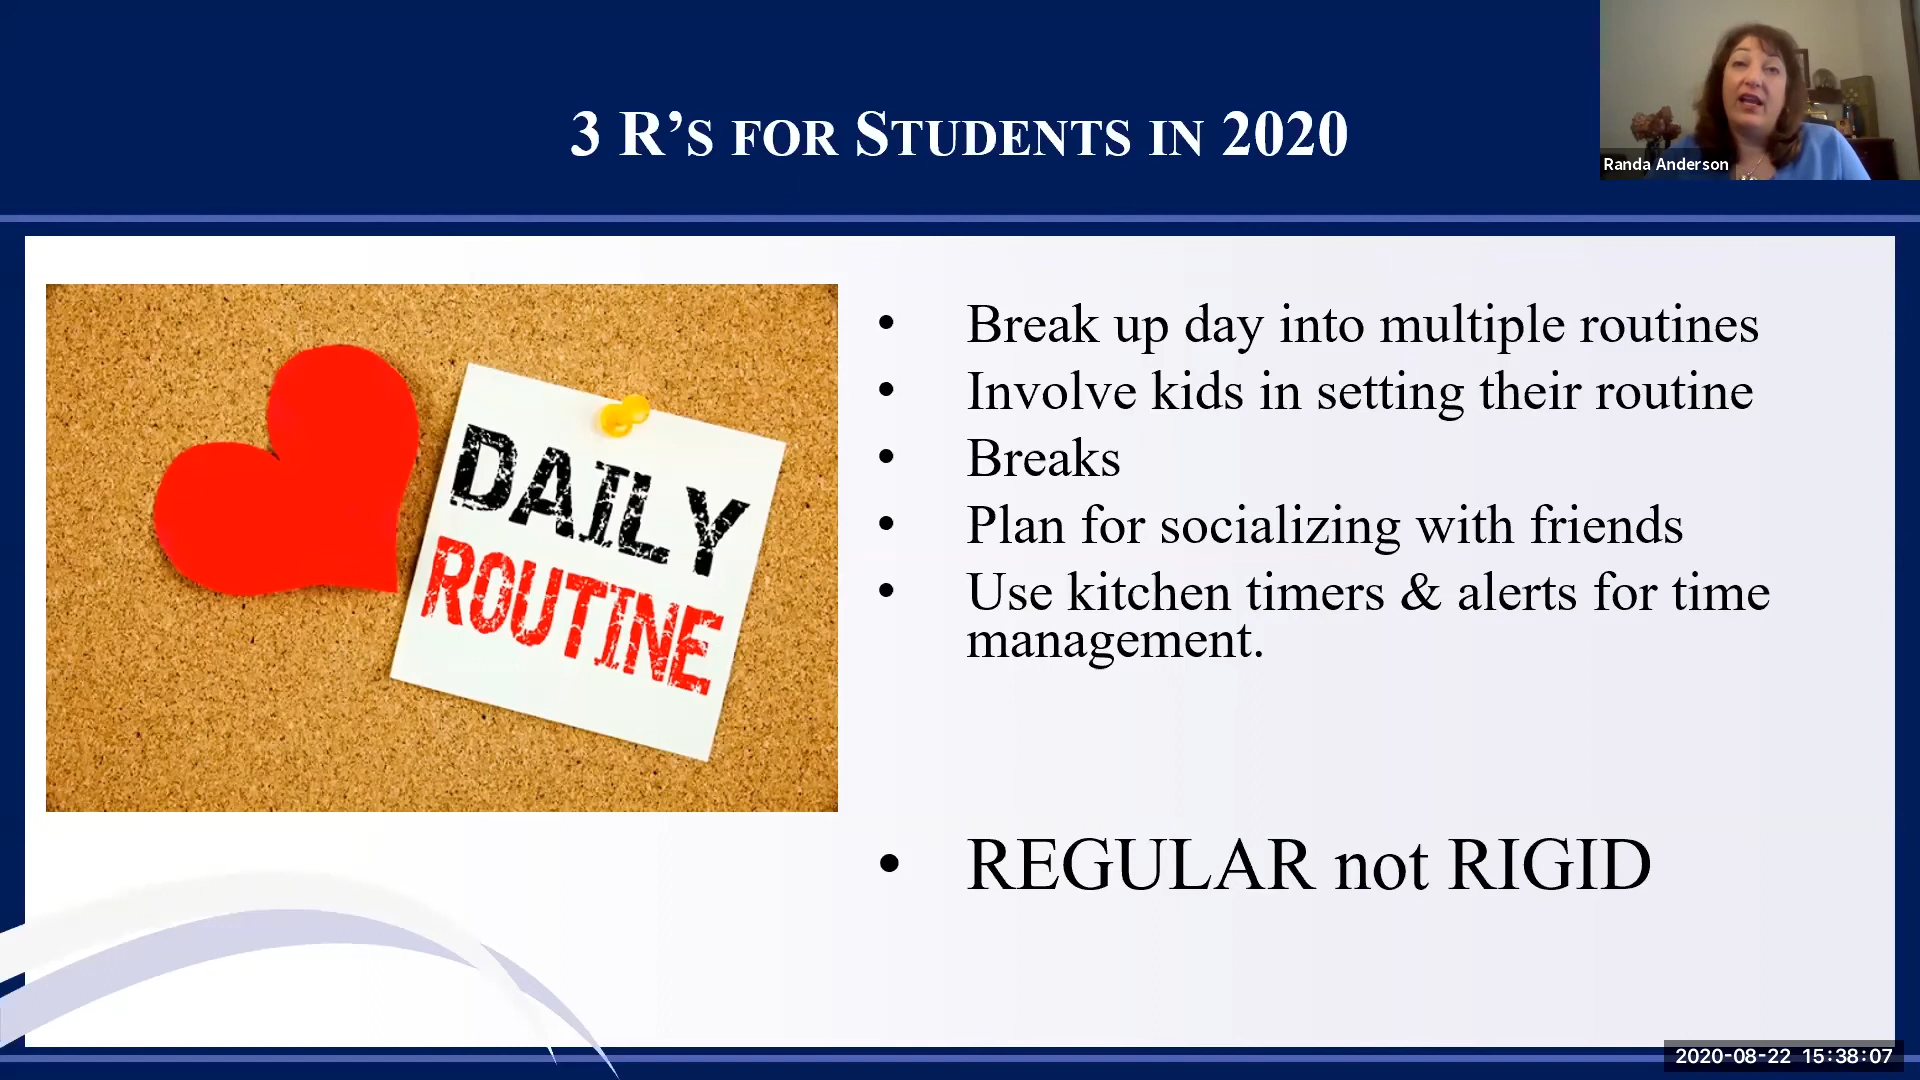 3 R’s for Students in 2020
Randa Anderson
DAILY
ROUTINE
• Break up day into multiple routines
• Involve kids in setting their routine
• Breaks
• Plan for socializing with friends
• Use kitchen timers & alerts for time
management.
• REGULAR not RIGID
2020-08-22 15:38:07